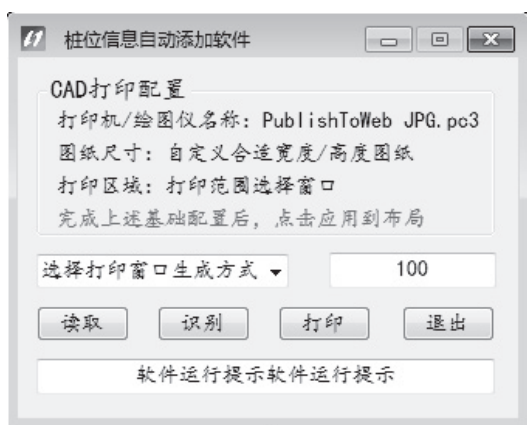 桩位信息自动添加软件
CAD打印配置
打印机/绘图仪名称: PublishToWeb JPG.pc3
图纸尺寸: 自定义合适宽度/高度图纸
打印区域: 打印范围选择窗口
完成上述基础配置后, 点击应用到布局
选择打印窗口生成方式 100
读取 识别 打印 退出
软件运行提示软件运行提示